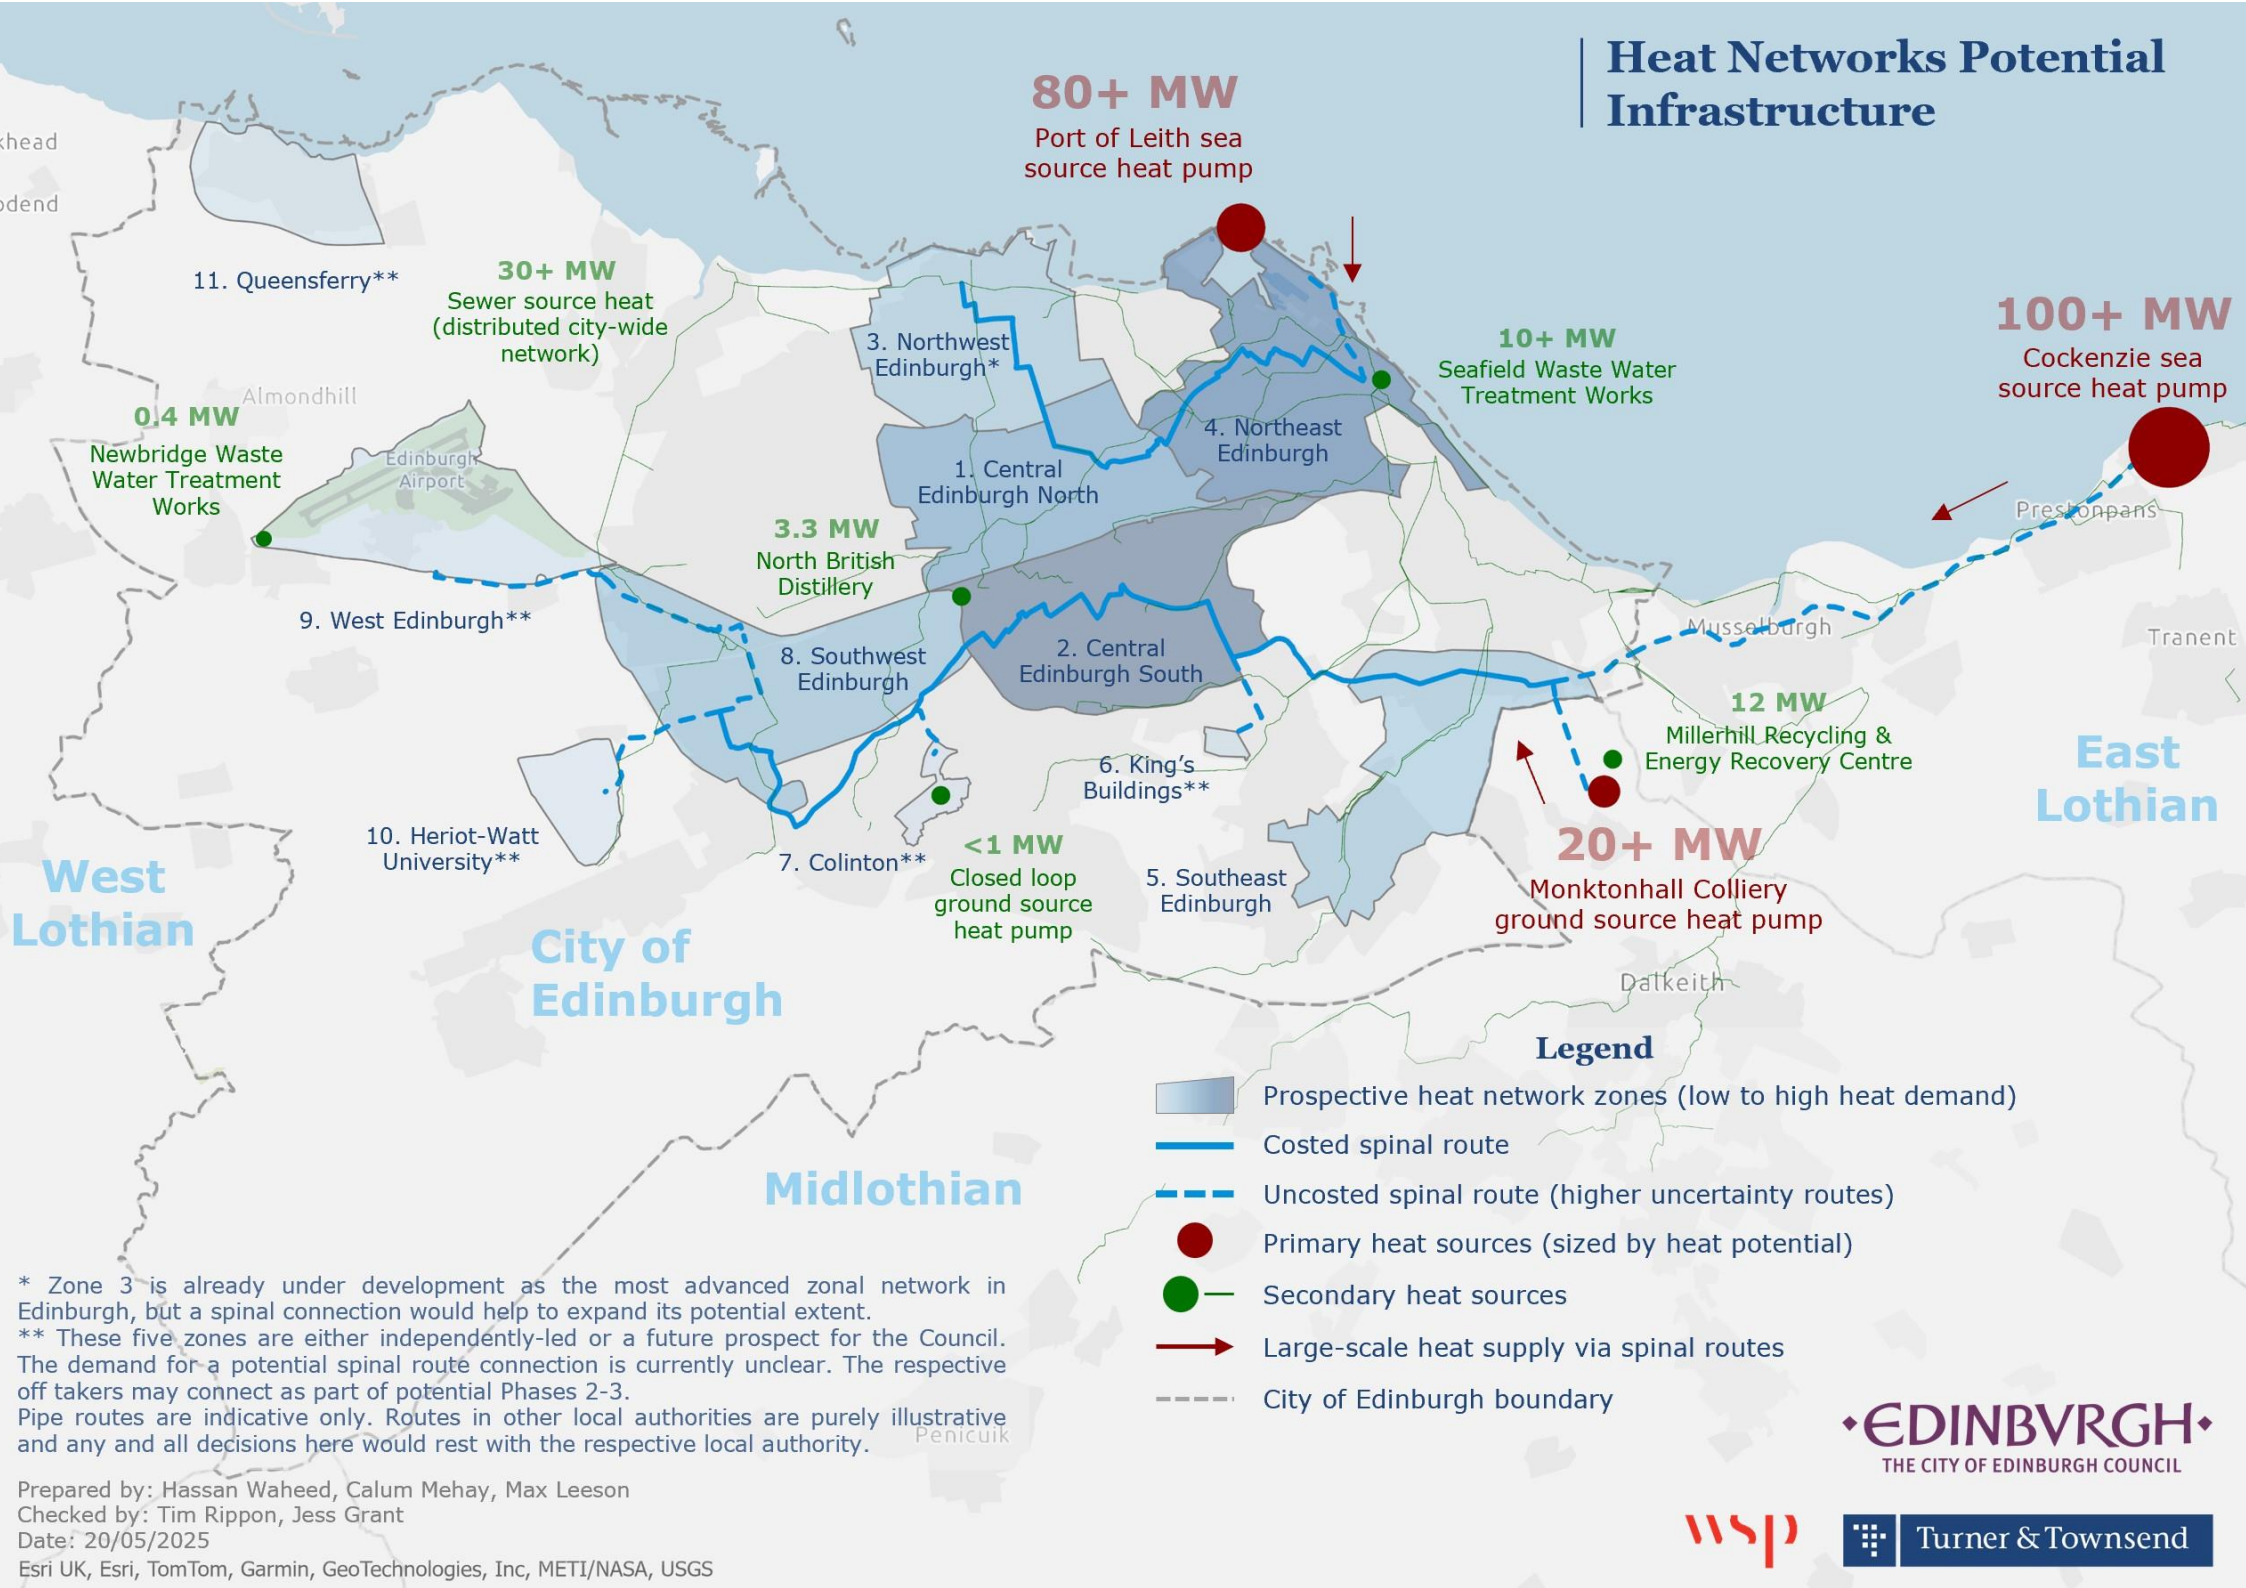 Heat Networks Potential
Infrastructure
80+ MW
Port of Leith sea
source heat pump
khead
odend
11. Queensferry**
30+ MW
Sewer source heat
(distributed city-wide
network)
3. Northwest
Edinburgh*
10+ MW
Seafield Waste Water
Treatment Works
100+ MW
Cockenzie sea
source heat pump
Almondhill
0.4 MW
Newbridge Waste
Water Treatment
Works
Edinburgh
Airport
4. Northeast
Edinburgh
1. Central
Edinburgh North
Prestonpans
3.3 MW
North British
Distillery
9. West Edinburgh**
8. Southwest
Edinburgh
2. Central
Edinburgh South
Musselburgh
Tranent
12 MW
Millerhill Recycling &
Energy Recovery Centre
6. King's
Buildings**
East
Lothian
10. Heriot-Watt
University**
7. Colinton**
<1 MW
Closed loop
ground source
heat pump
5. Southeast
Edinburgh
20+ MW
Monktonhall Colliery
ground source heat pump
West
Lothian
City of
Edinburgh
Dalkeith
Midlothian
Legend
Prospective heat network zones (low to high heat demand)
Costed spinal route
Uncosted spinal route (higher uncertainty routes)
Primary heat sources (sized by heat potential)
Secondary heat sources
Large-scale heat supply via spinal routes
City of Edinburgh boundary
* Zone 3 is already under development as the most advanced zonal network in
Edinburgh, but a spinal connection would help to expand its potential extent.
** These five zones are either independently-led or a future prospect for the Council.
The demand for a potential spinal route connection is currently unclear. The respective
off takers may connect as part of potential Phases 2-3.
Pipe routes are indicative only. Routes in other local authorities are purely illustrative
and any and all decisions here would rest with the respective local authority.
Penicuik
Prepared by: Hassan Waheed, Calum Mehay, Max Leeson
Checked by: Tim Rippon, Jess Grant
Date: 20/05/2025
Esri UK, Esri, TomTom, Garmin, GeoTechnologies, Inc, METI/NASA, USGS
•EDINBVRGH•
THE CITY OF EDINBURGH COUNCIL
wsp
Turner & Townsend